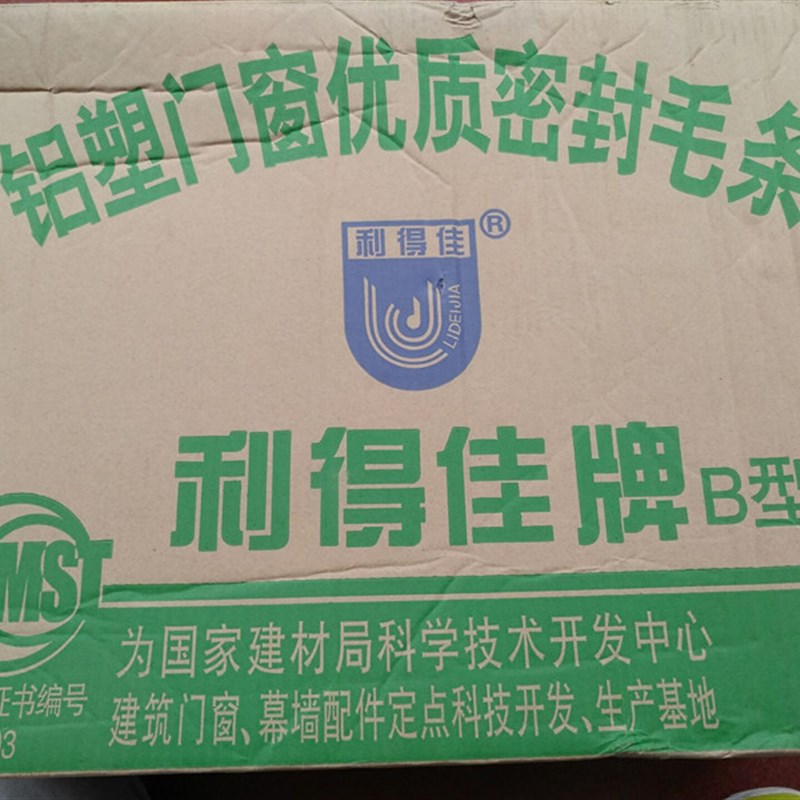 铝塑门窗优质密封毛条
利得佳®
LIDEIJIA
利得佳牌B型
MST
为国家建材局科学技术开发中心
建筑门窗、幕墙配件定点科技开发、生产基地
证书编号
03